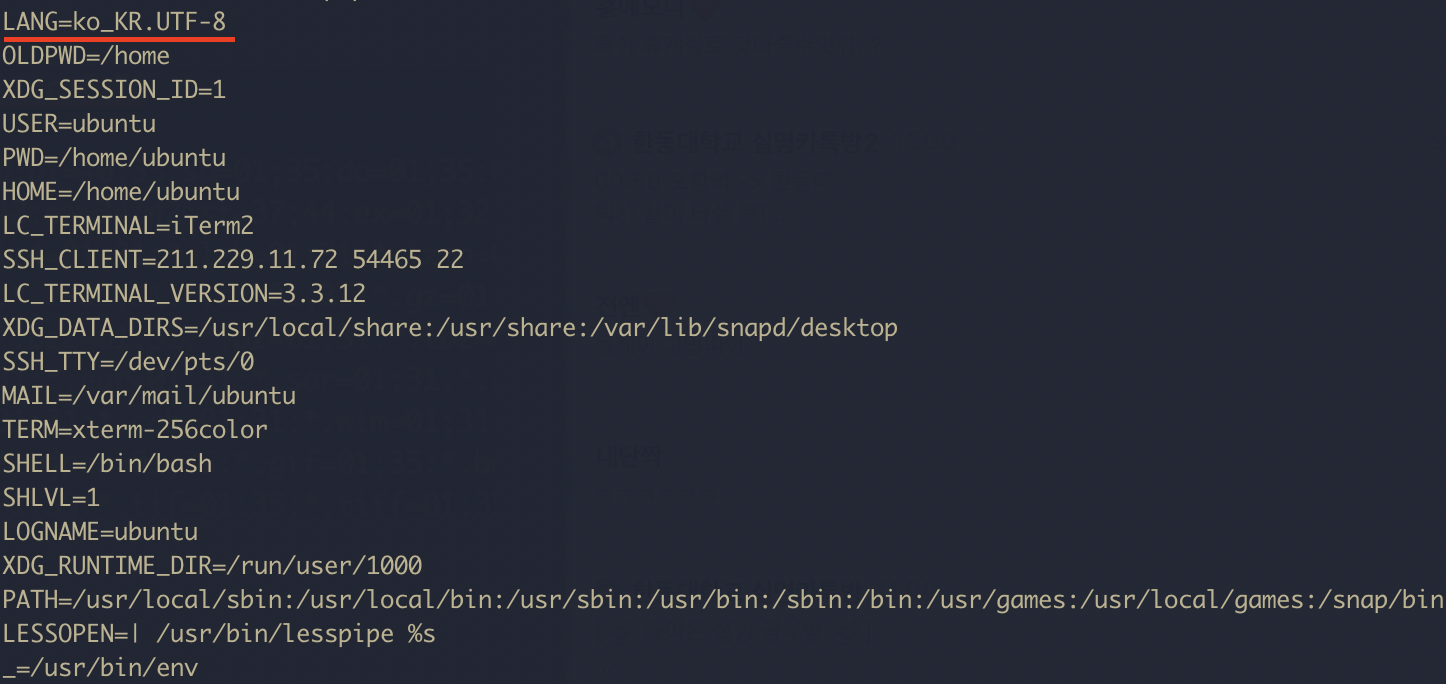 LANG=ko_KR.UTF-8
OLDPWD=/home
XDG_SESSION_ID=1
USER=ubuntu
PWD=/home/ubuntu
HOME=/home/ubuntu
LC_TERMINAL=iTerm2
SSH_CLIENT=211.229.11.72 54465 22
LC_TERMINAL_VERSION=3.3.12
XDG_DATA_DIRS=/usr/local/share:/usr/share:/var/lib/snapd/desktop
SSH_TTY=/dev/pts/0
MAIL=/var/mail/ubuntu
TERM=xterm-256color
SHELL=/bin/bash
SHLVL=1
LOGNAME=ubuntu
XDG_RUNTIME_DIR=/run/user/1000
PATH=/usr/local/sbin:/usr/local/bin:/usr/sbin:/usr/bin:/sbin:/bin:/usr/games:/usr/local/games:/snap/bin
LESSOPEN=| /usr/bin/lesspipe %s
_=/usr/bin/env